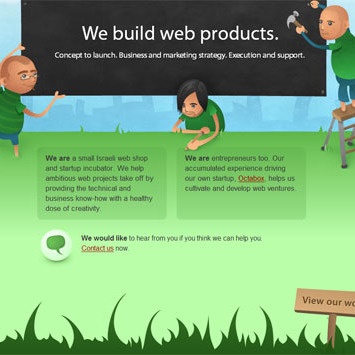 We build web products.
Concept to launch. Business and marketing strategy. Execution and support.
We are a small Israeli web shop
and startup incubator. We help
ambitious web projects take off by
providing the technical and
business know-how with a healthy
dose of creativity.
We are entrepreneurs too. Our
accumulated experience driving
our own startup, Octabox, helps us
cultivate and develop web ventures.
We would like to hear from you if you think we can help you.
Contact us now.
View our wo